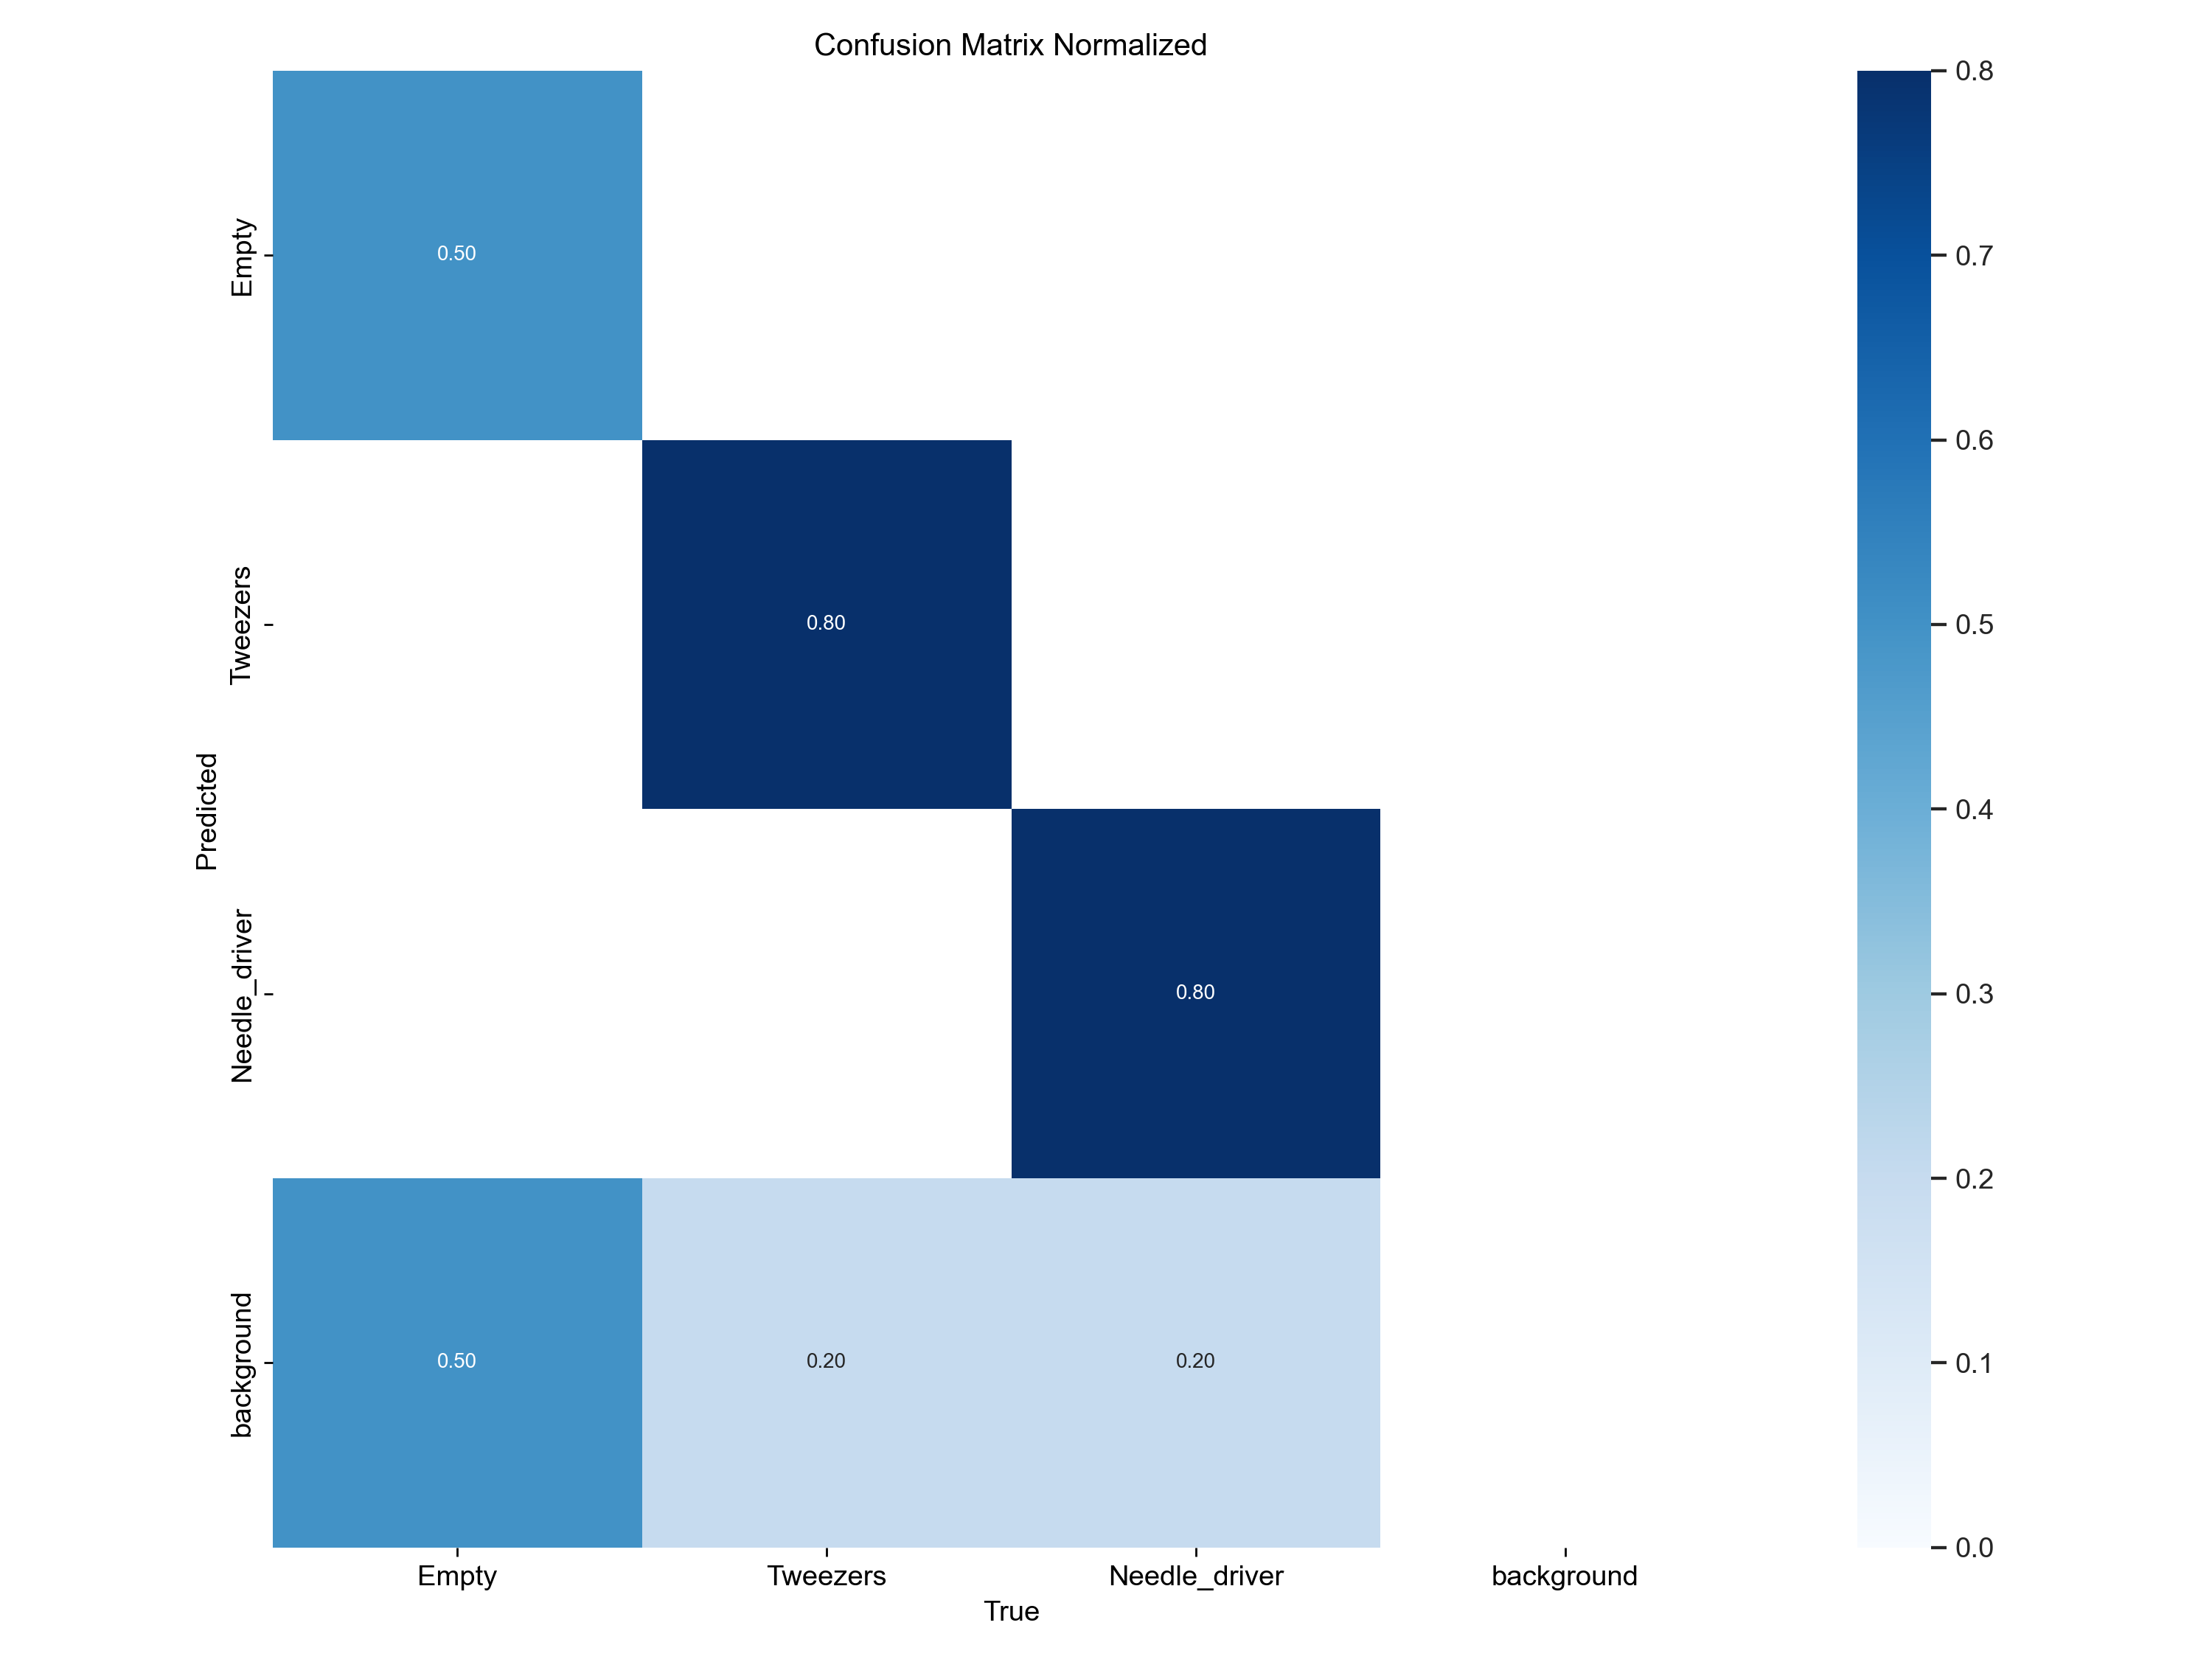 Confusion Matrix Normalized
Empty
Tweezers
Needle_driver
background
Predicted
0.50
0.80
0.80
0.50 0.20 0.20
Empty Tweezers Needle_driver background
True
0.8
0.7
0.6
0.5
0.4
0.3
0.2
0.1
0.0